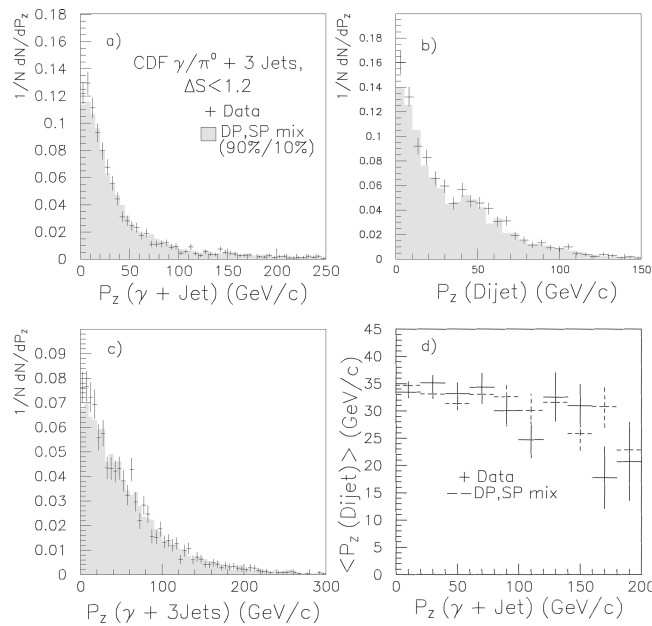 a)
CDF γ/π⁰ + 3 Jets,
ΔS<1.2
+ Data
DP,SP mix
(90%/10%)
1/N dN/dP_z
0.18
0.16
0.14
0.12
0.1
0.08
0.06
0.04
0.02
0
0 50 100 150 200 250
P_z (γ + Jet) (GeV/c)
b)
1/N dN/dP_z
0.18
0.16
0.14
0.12
0.1
0.08
0.06
0.04
0.02
0
0 50 100 150
P_z (Dijet) (GeV/c)
c)
1/N dN/dP_z
0.09
0.08
0.07
0.06
0.05
0.04
0.03
0.02
0.01
0
0 100 200 300
P_z (γ + 3Jets) (GeV/c)
d)
<P_z (Dijet)> (GeV/c)
45
40
35
30
25
20
15
10
5
0
+ Data
-- DP,SP mix
0 50 100 150 200
P_z (γ + Jet) (GeV/c)